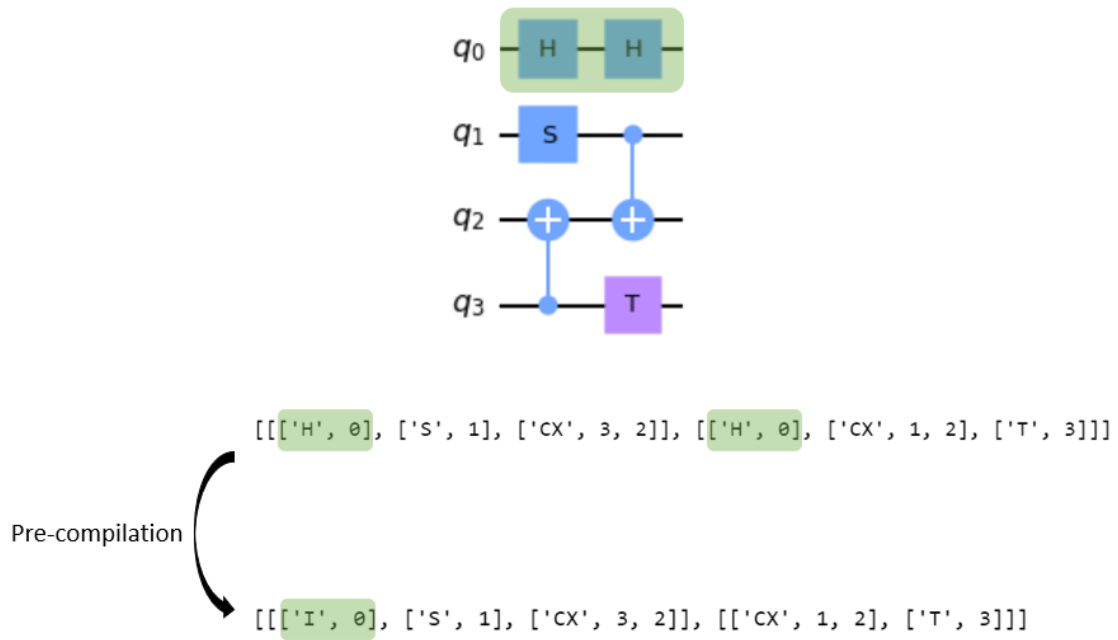 q0 H H
q1 S
q2
q3 T
[[['H', 0], ['S', 1], ['CX', 3, 2]], [['H', 0], ['CX', 1, 2], ['T', 3]]]
Pre-compilation
[[['I', 0], ['S', 1], ['CX', 3, 2]], [['CX', 1, 2], ['T', 3]]]